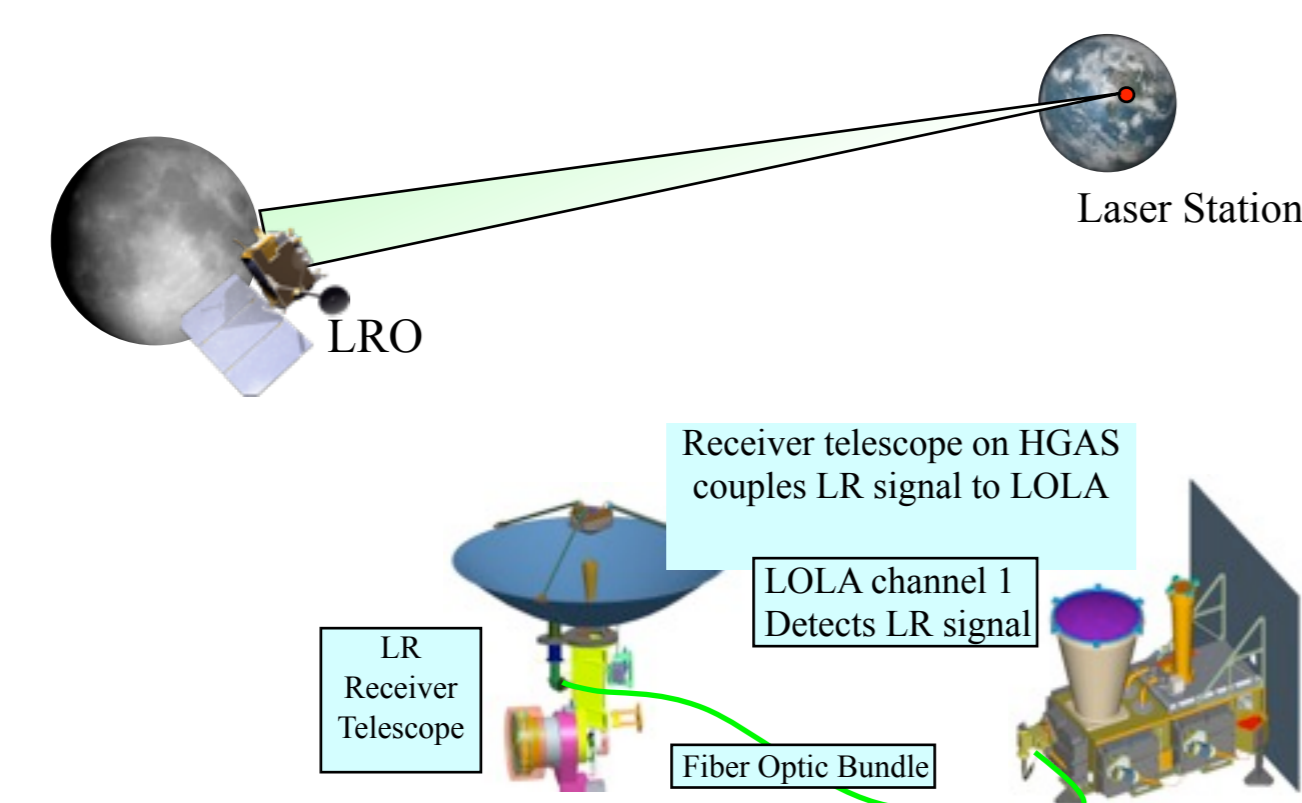 Laser Station
LRO
Receiver telescope on HGAS
couples LR signal to LOLA
LOLA channel 1
Detects LR signal
LR
Receiver
Telescope
Fiber Optic Bundle